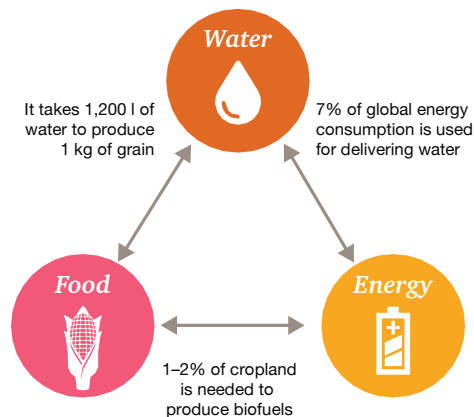 Water
It takes 1,200 l of
water to produce
1 kg of grain
7% of global energy
consumption is used
for delivering water
Food
Energy
1–2% of cropland
is needed to
produce biofuels